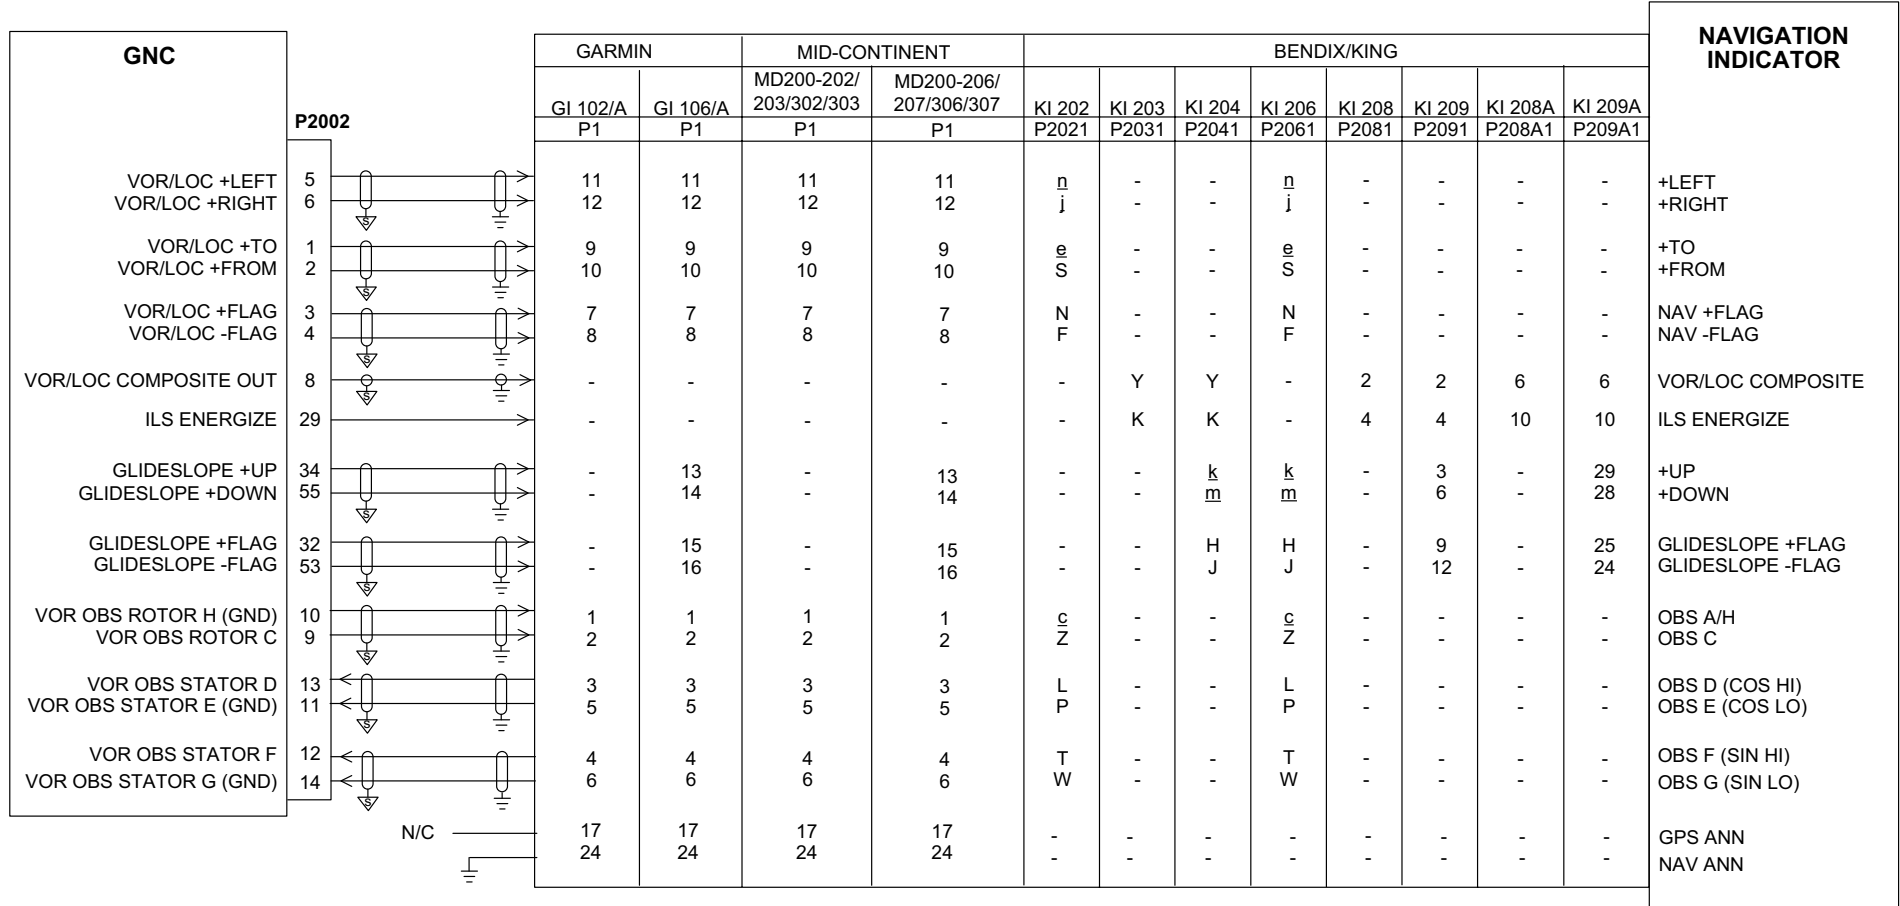 GNC
P2002
GARMIN MID-CONTINENT BENDIX/KING
NAVIGATION
INDICATOR
GI 102/A GI 106/A MD200-202/ 203/302/303 MD200-206/ 207/306/307 KI 202 KI 203 KI 204 KI 206 KI 208 KI 209 KI 208A KI 209A
P1 P1 P1 P1 P2021 P2031 P2041 P2061 P2081 P2091 P208A1 P209A1
VOR/LOC +LEFT 5 11 11 11 11 n - - n - - - - +LEFT
VOR/LOC +RIGHT 6 12 12 12 12 j - - j - - - - +RIGHT
S
VOR/LOC +TO 1 9 9 9 9 e - - e - - - - +TO
VOR/LOC +FROM 2 10 10 10 10 S - - S - - - - +FROM
S
VOR/LOC +FLAG 3 7 7 7 7 N - - N - - - - NAV +FLAG
VOR/LOC -FLAG 4 8 8 8 8 F - - F - - - - NAV -FLAG
S
VOR/LOC COMPOSITE OUT 8 - - - - - Y Y - 2 2 6 6 VOR/LOC COMPOSITE
S
ILS ENERGIZE 29 - - - - - K K - 4 4 10 10 ILS ENERGIZE
GLIDESLOPE +UP 34 - 13 - 13 - - k k - 3 - 29 +UP
GLIDESLOPE +DOWN 55 - 14 - 14 - - m m - 6 - 28 +DOWN
S
GLIDESLOPE +FLAG 32 - 15 - 15 - - H H - 9 - 25 GLIDESLOPE +FLAG
GLIDESLOPE -FLAG 53 - 16 - 16 - - J J - 12 - 24 GLIDESLOPE -FLAG
S
VOR OBS ROTOR H (GND) 10 1 1 1 1 c - - c - - - - OBS A/H
VOR OBS ROTOR C 9 2 2 2 2 Z - - Z - - - - OBS C
S
VOR OBS STATOR D 13 3 3 3 3 L - - L - - - - OBS D (COS HI)
VOR OBS STATOR E (GND) 11 5 5 5 5 P - - P - - - - OBS E (COS LO)
S
VOR OBS STATOR F 12 4 4 4 4 T - - T - - - - OBS F (SIN HI)
VOR OBS STATOR G (GND) 14 6 6 6 6 W - - W - - - - OBS G (SIN LO)
S
N/C 17 17 17 17 - - - - - - - - GPS ANN
24 24 24 24 - - - - - - - - NAV ANN